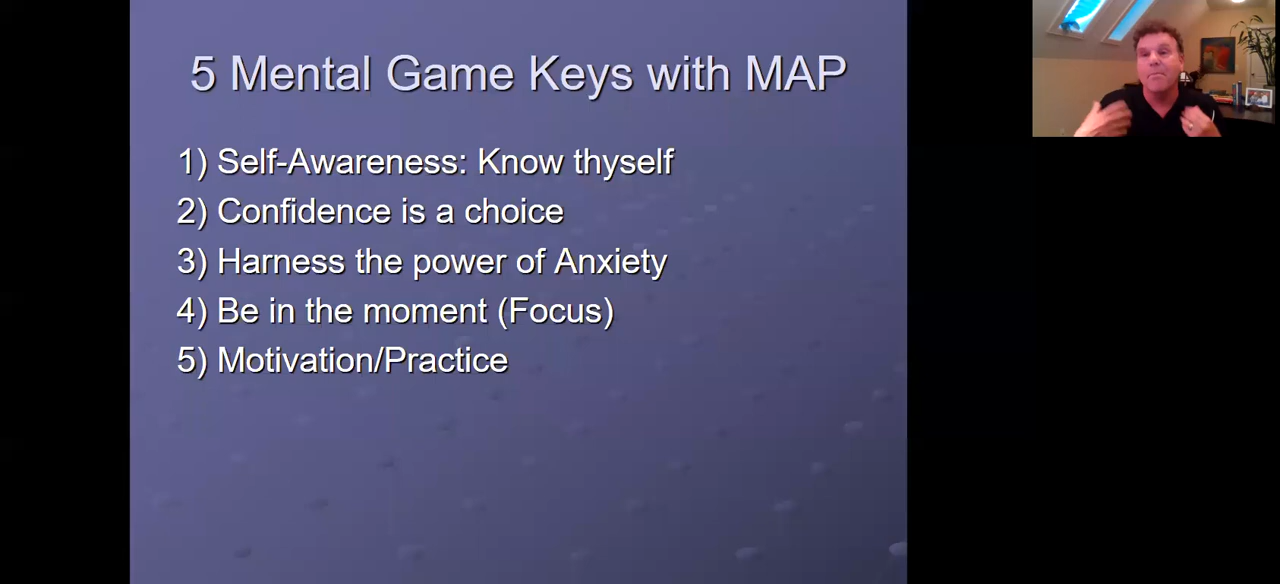 5 Mental Game Keys with MAP
1) Self-Awareness: Know thyself
2) Confidence is a choice
3) Harness the power of Anxiety
4) Be in the moment (Focus)
5) Motivation/Practice